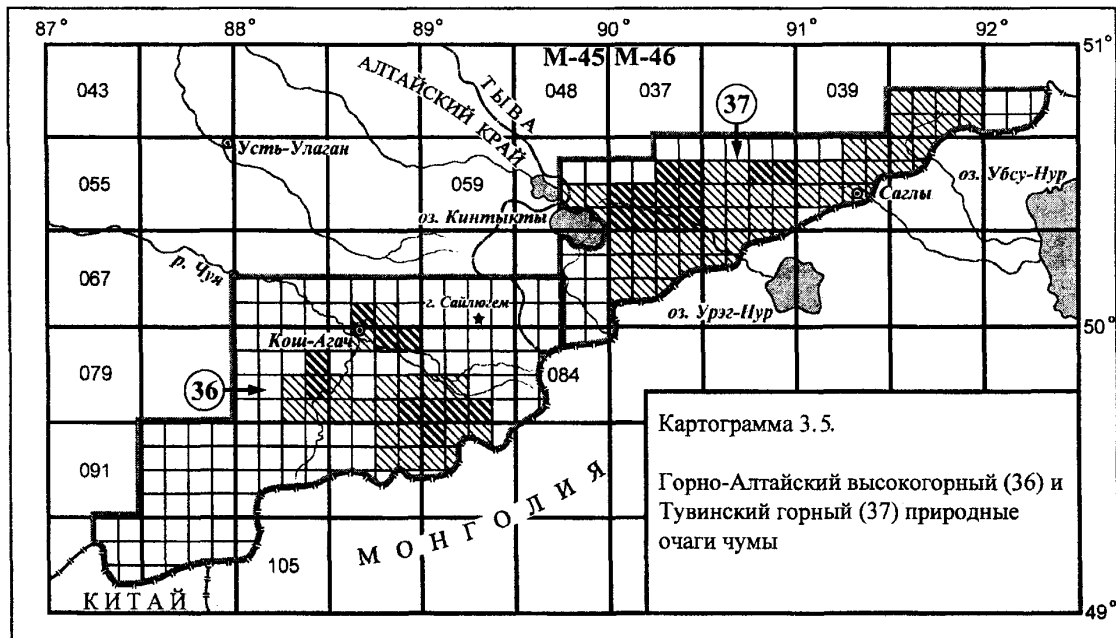 87° 88° 89° 90° 91° 92°
51°
М-45 М-46
043
АЛТАЙСКИЙ КРАЙ
ТЫВА
048
037
37
039
Усть-Улаган
055
059
оз. Кинтыкты
Саглы
оз. Убсу-Нур
067
р. Чуя
г. Сайлюгем
оз. Урэг-Нур
50°
Кош-Агач
079
36
084
091
МОНГОЛИЯ
105
КИТАЙ
49°
Картограмма 3.5.
Горно-Алтайский высокогорный (36) и
Тувинский горный (37) природные
очаги чумы